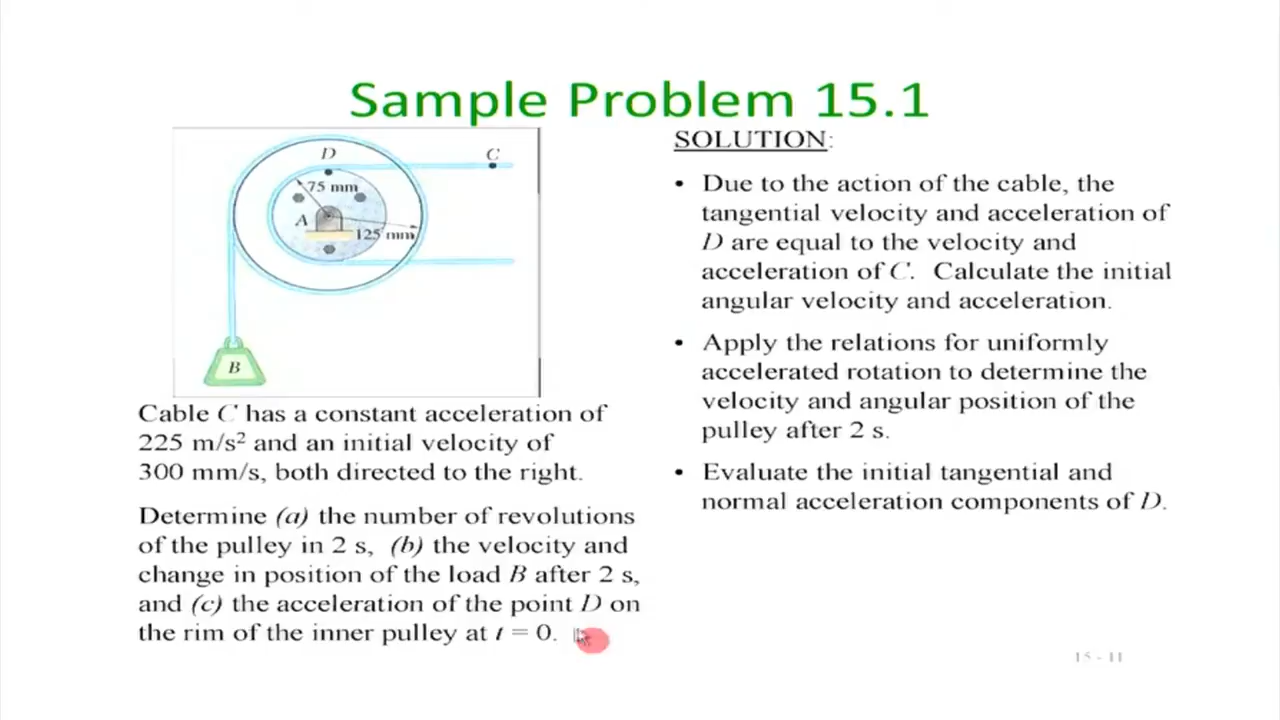 Sample Problem 15.1
D
C
75 mm
A
125 mm
B
Cable C has a constant acceleration of
225 m/s² and an initial velocity of
300 mm/s, both directed to the right.
Determine (a) the number of revolutions
of the pulley in 2 s, (b) the velocity and
change in position of the load B after 2 s,
and (c) the acceleration of the point D on
the rim of the inner pulley at t = 0.
SOLUTION:
• Due to the action of the cable, the
tangential velocity and acceleration of
D are equal to the velocity and
acceleration of C. Calculate the initial
angular velocity and acceleration.
• Apply the relations for uniformly
accelerated rotation to determine the
velocity and angular position of the
pulley after 2 s.
• Evaluate the initial tangential and
normal acceleration components of D.
15 - 11